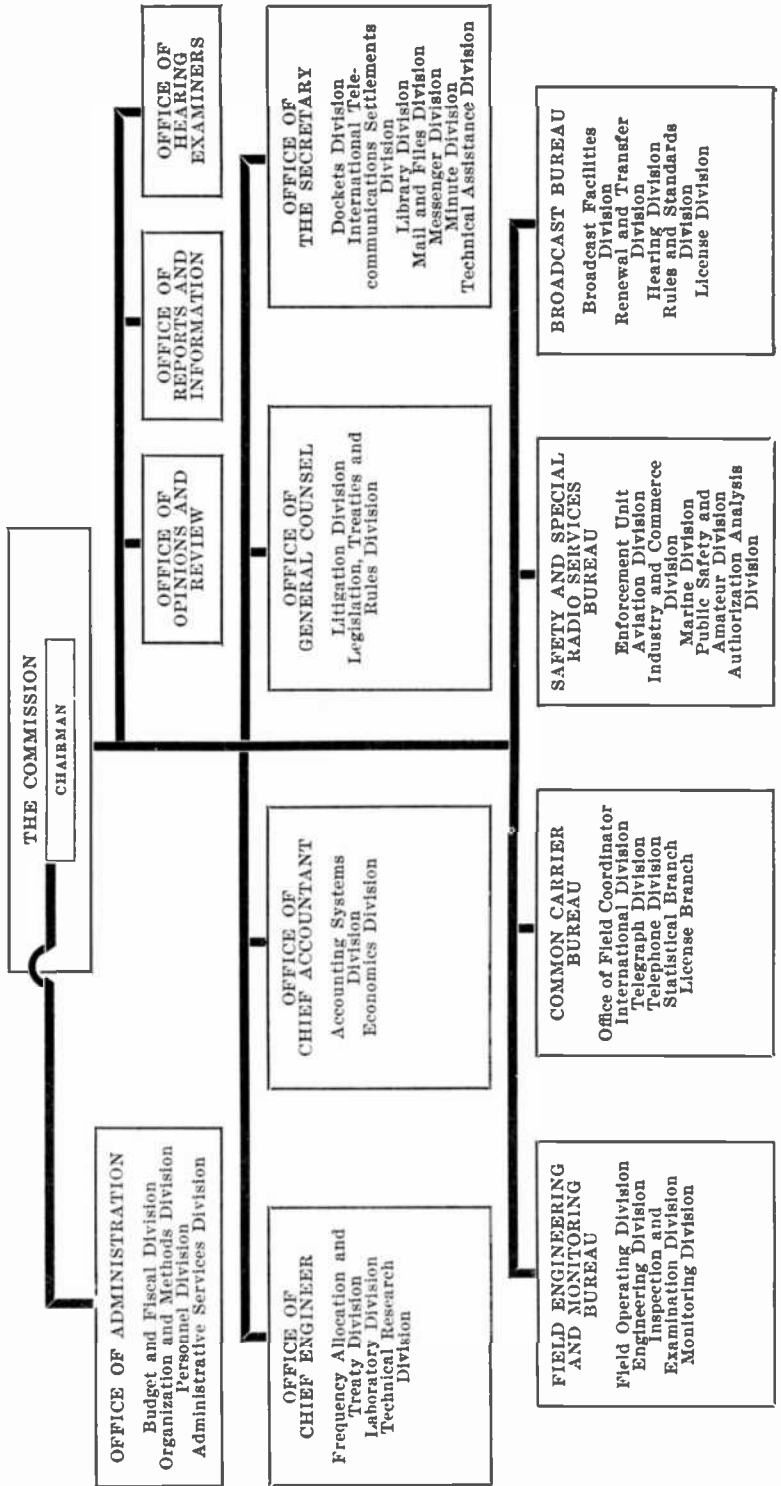 THE COMMISSION
CHAIRMAN
OFFICE OF ADMINISTRATION
Budget and Fiscal Division
Organization and Methods Division
Personnel Division
Administrative Services Division
OFFICE OF
OPINIONS AND
REVIEW
OFFICE OF
REPORTS AND
INFORMATION
OFFICE OF
HEARING
EXAMINERS
OFFICE OF
CHIEF ENGINEER
Frequency Allocation and
Treaty Division
Laboratory Division
Technical Research
Division
OFFICE OF
CHIEF ACCOUNTANT
Accounting Systems
Division
Economics Division
OFFICE OF
GENERAL COUNSEL
Litigation Division
Legislation, Treaties and
Rules Division
OFFICE OF
THE SECRETARY
Dockets Division
International Tele-
communications Settlements
Division
Library Division
Mail and Files Division
Messenger Division
Minute Division
Technical Assistance Division
FIELD ENGINEERING
AND MONITORING
BUREAU
Field Operating Division
Engineering Division
Inspection and
Examination Division
Monitoring Division
COMMON CARRIER
BUREAU
Office of Field Coordinator
International Division
Telegraph Division
Telephone Division
Statistical Branch
License Branch
SAFETY AND SPECIAL
RADIO SERVICES
BUREAU
Enforcement Unit
Aviation Division
Industry and Commerce
Division
Marine Division
Public Safety and
Amateur Division
Authorization Analysis
Division
BROADCAST BUREAU
Broadcast Facilities
Division
Renewal and Transfer
Division
Hearing Division
Rules and Standards
Division
License Division